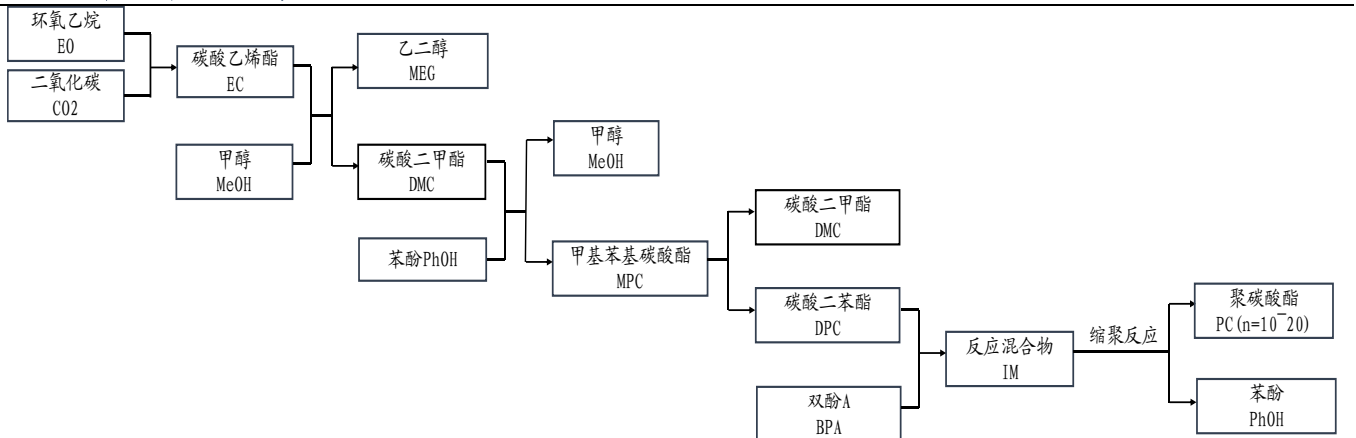 环氧乙烷
EO
二氧化碳
CO2
碳酸乙烯酯
EC
甲醇
MeOH
乙二醇
MEG
碳酸二甲酯
DMC
苯酚PhOH
甲醇
MeOH
甲基苯基碳酸酯
MPC
碳酸二甲酯
DMC
碳酸二苯酯
DPC
双酚A
BPA
反应混合物
IM
缩聚反应
聚碳酸酯
PC(n=10~20)
苯酚
PhOH